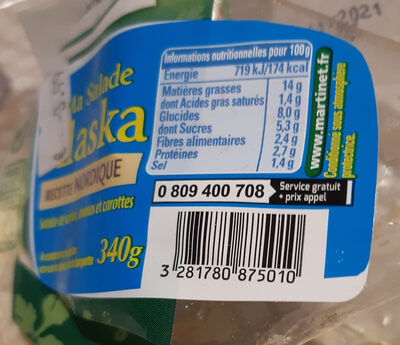 /2021
Ma Salade
Alaska
RECETTE NORDIQUE
Salade de surimi, ananas et carottes
340g
Informations nutritionnelles pour 100g
Energie 719 kJ/174 kcal
Matières grasses 14 g
dont Acides gras saturés 1,4 g
Glucides 8,0 g
dont Sucres 5,3 g
Fibres alimentaires 2,4 g
Protéines 2,7 g
Sel 1,4 g
www.martinet.fr
Conditionné sous atmosphère
protectrice.
0 809 400 708 Service gratuit
+ prix appel
3 281780 875010